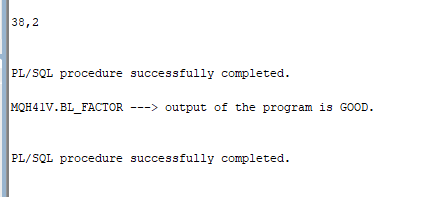 38,2
PL/SQL procedure successfully completed.
MQH41V.BL_FACTOR ---> output of the program is GOOD.
PL/SQL procedure successfully completed.